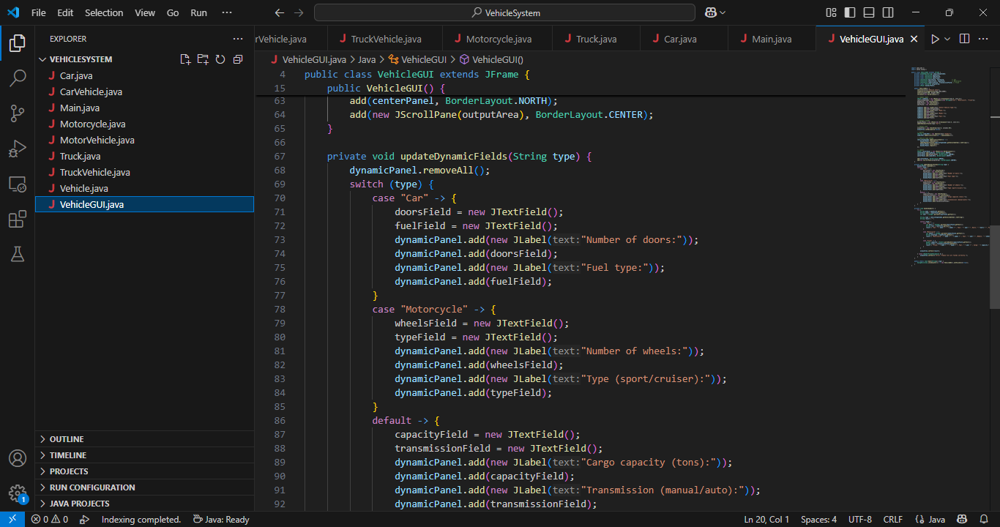 File Edit Selection View Go Run ··· VehicleSystem
EXPLORER ···
VEHICLESYSTEM
Car.java
CarVehicle.java
Main.java
Motorcycle.java
MotorVehicle.java
Truck.java
TruckVehicle.java
Vehicle.java
VehicleGUI.java
OUTLINE
TIMELINE
PROJECTS
RUN CONFIGURATION
JAVA PROJECTS
1
rVehicle.java TruckVehicle.java Motorcycle.java Truck.java Car.java Main.java VehicleGUI.java
VehicleGUI.java > Java > VehicleGUI > VehicleGUI()
4 public class VehicleGUI extends JFrame {
15 public VehicleGUI() {
63 add(centerPanel, BorderLayout.NORTH);
64 add(new JScrollPane(outputArea), BorderLayout.CENTER);
65 }
66
67 private void updateDynamicFields(String type) {
68 dynamicPanel.removeAll();
69 switch (type) {
70 case "Car" -> {
71 doorsField = new JTextField();
72 fuelField = new JTextField();
73 dynamicPanel.add(new JLabel(text:"Number of doors:"));
74 dynamicPanel.add(doorsField);
75 dynamicPanel.add(new JLabel(text:"Fuel type:"));
76 dynamicPanel.add(fuelField);
77 }
78 case "Motorcycle" -> {
79 wheelsField = new JTextField();
80 typeField = new JTextField();
81 dynamicPanel.add(new JLabel(text:"Number of wheels:"));
82 dynamicPanel.add(wheelsField);
83 dynamicPanel.add(new JLabel(text:"Type (sport/cruiser):"));
84 dynamicPanel.add(typeField);
85 }
86 default -> {
87 capacityField = new JTextField();
88 transmissionField = new JTextField();
89 dynamicPanel.add(new JLabel(text:"Cargo capacity (tons):"));
90 dynamicPanel.add(capacityField);
91 dynamicPanel.add(new JLabel(text:"Transmission (manual/auto):"));
92 dynamicPanel.add(transmissionField);
0 0 Indexing completed. Java: Ready Ln 20, Col 1 Spaces: 4 UTF-8 CRLF {} Java